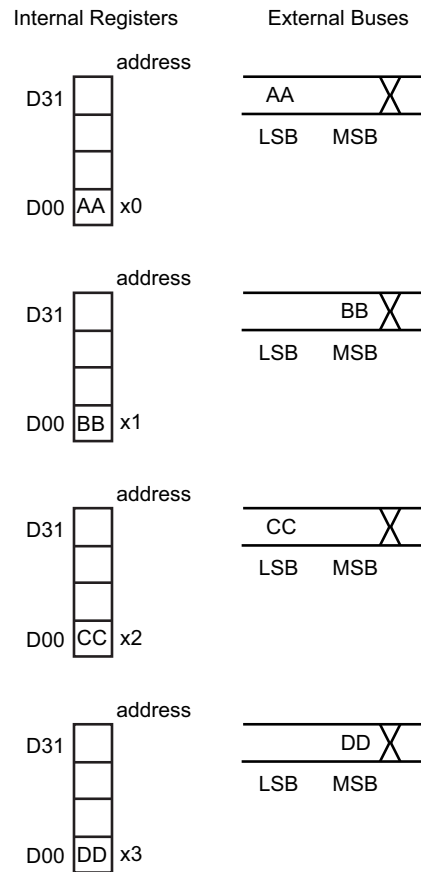 Internal Registers External Buses
address
D31 AA
LSB MSB
D00 AA x0
address
D31 BB
LSB MSB
D00 BB x1
address
D31 CC
LSB MSB
D00 CC x2
address
D31 DD
LSB MSB
D00 DD x3